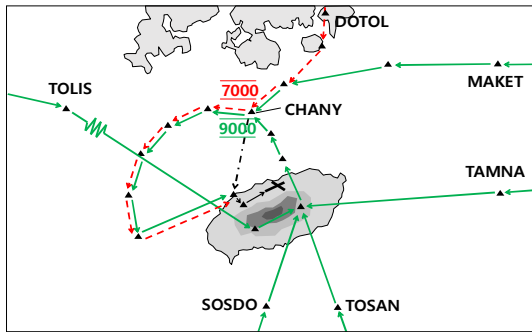 DOTOL
MAKET
TOLIS
7000
CHANY
9000
TAMNA
SOSDO
TOSAN